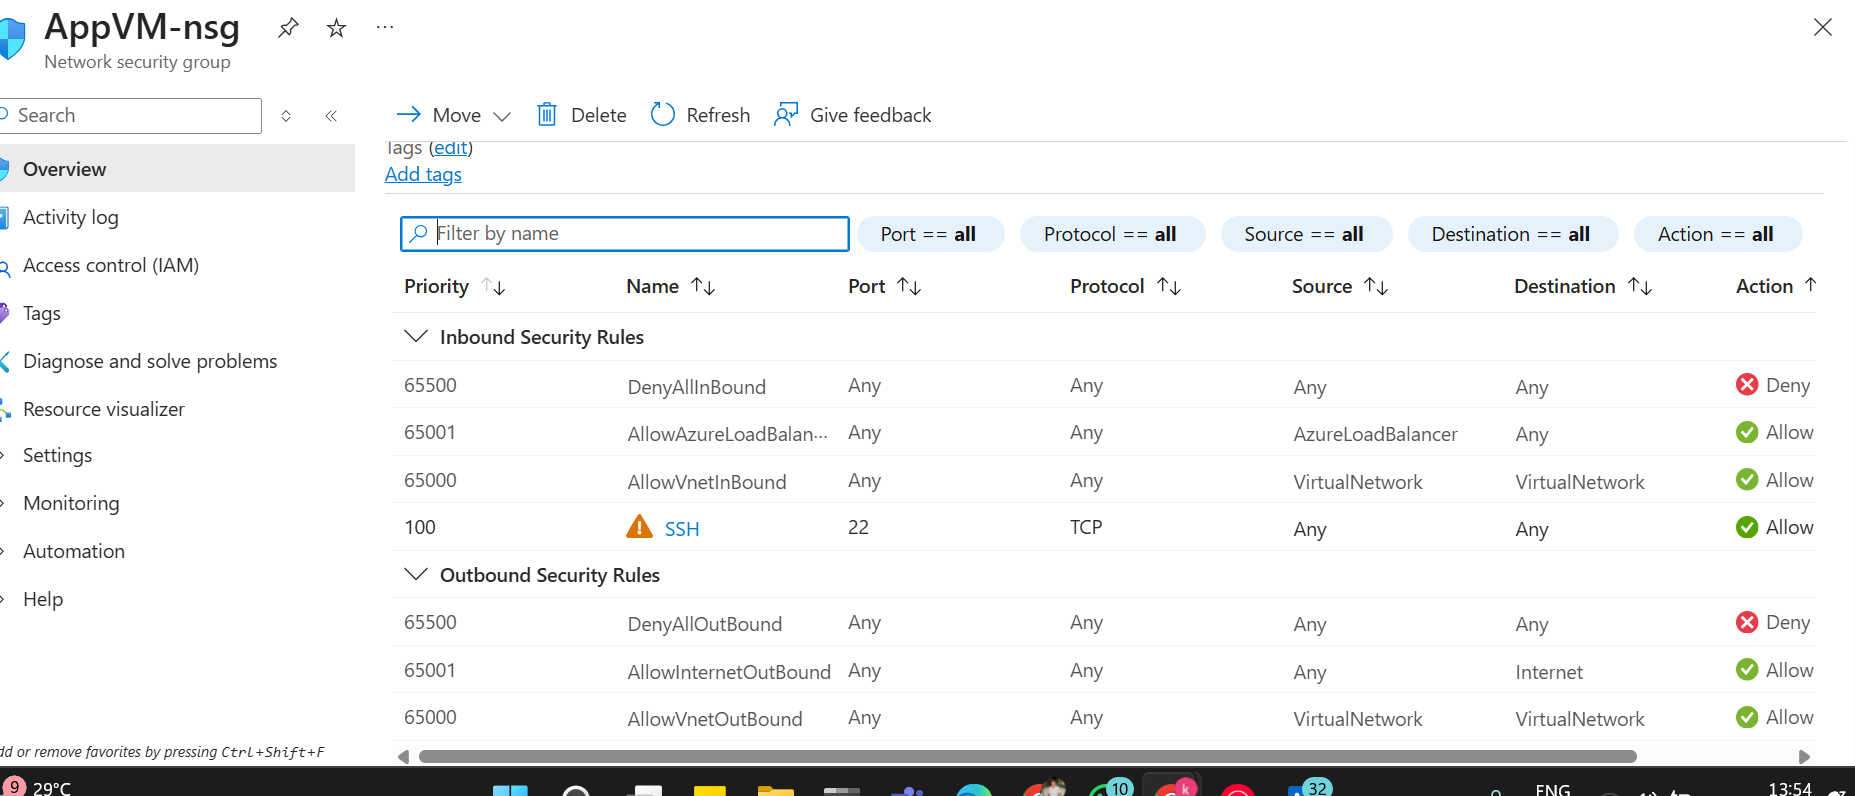 AppVM-nsg
Network security group
Search
Move Delete Refresh Give feedback
Tags (edit)
Add tags
Overview
Activity log
Access control (IAM)
Tags
Diagnose and solve problems
Resource visualizer
Settings
Monitoring
Automation
Help
dd or remove favorites by pressing Ctrl+Shift+F
Filter by name Port == all Protocol == all Source == all Destination == all Action == all
Priority Name Port Protocol Source Destination Action
Inbound Security Rules
65500 DenyAllInBound Any Any Any Any Deny
65001 AllowAzureLoadBalan··· Any Any AzureLoadBalancer Any Allow
65000 AllowVnetInBound Any Any VirtualNetwork VirtualNetwork Allow
100 SSH 22 TCP Any Any Allow
Outbound Security Rules
65500 DenyAllOutBound Any Any Any Any Deny
65001 AllowInternetOutBound Any Any Any Internet Allow
65000 AllowVnetOutBound Any Any VirtualNetwork VirtualNetwork Allow
9 29°C 10 k 32 ENG 13:54